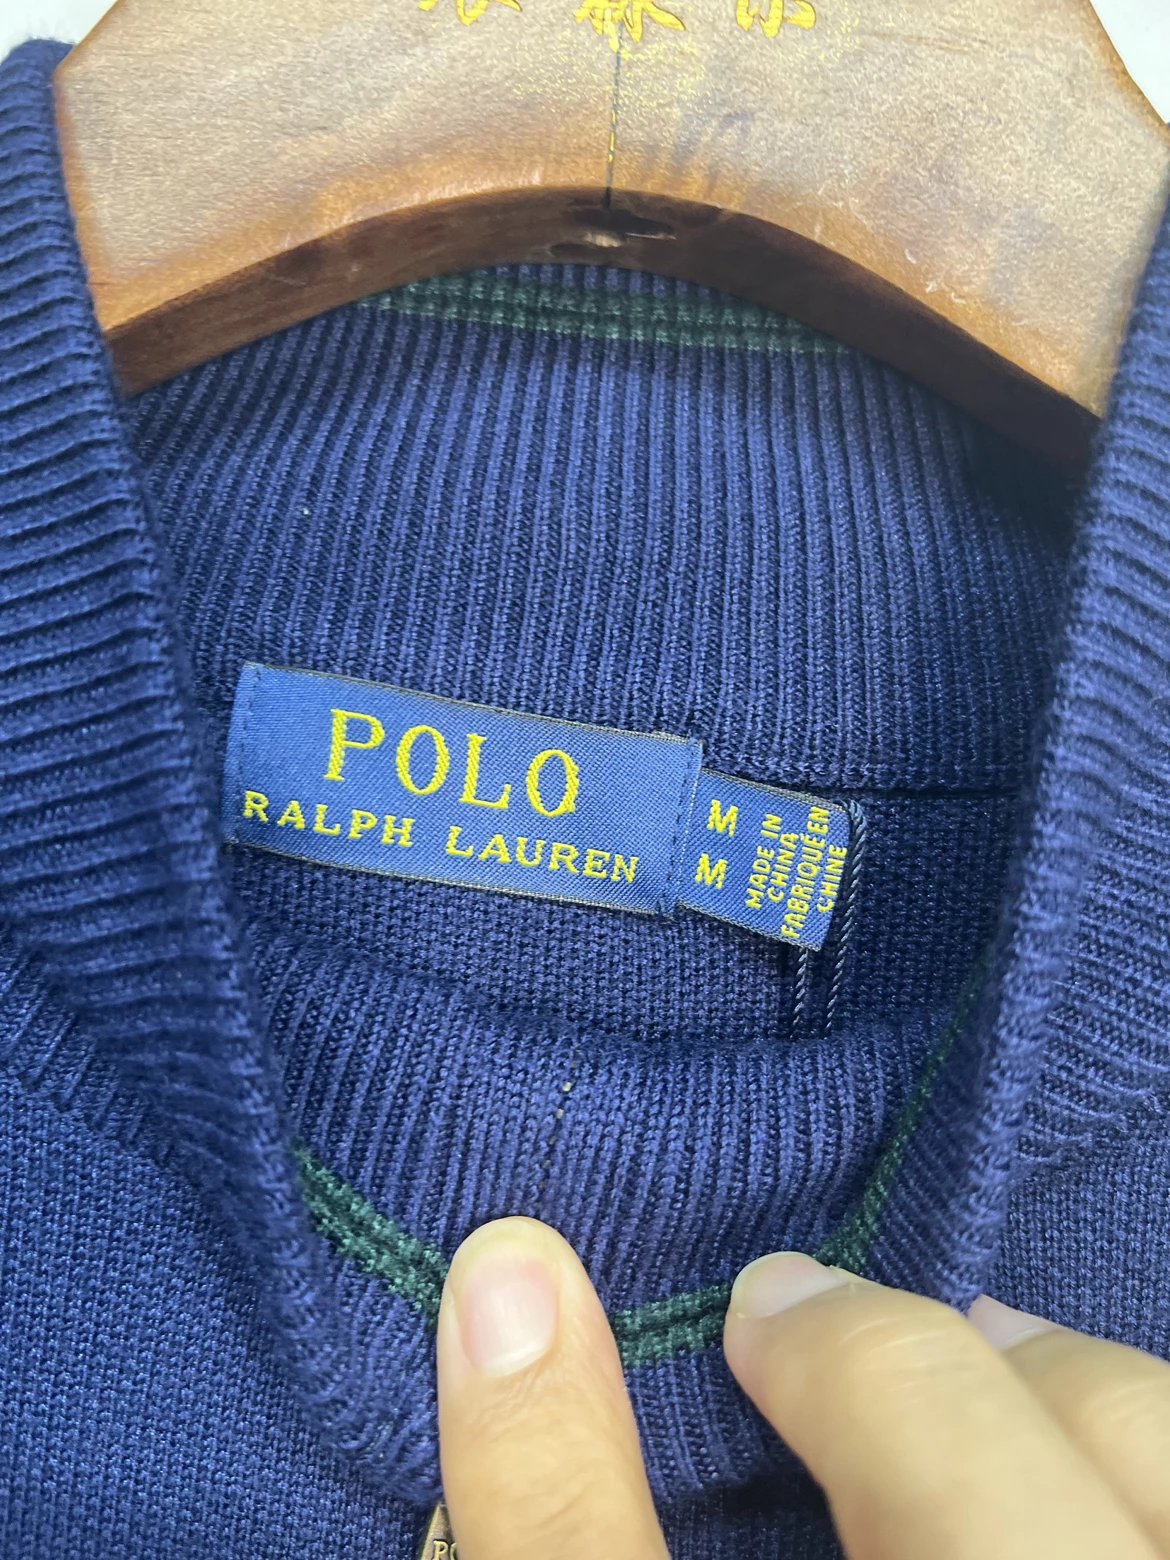 POLO
RALPH LAUREN
M
M
MADE IN
CHINA
FABRIQUÉ EN
CHINE